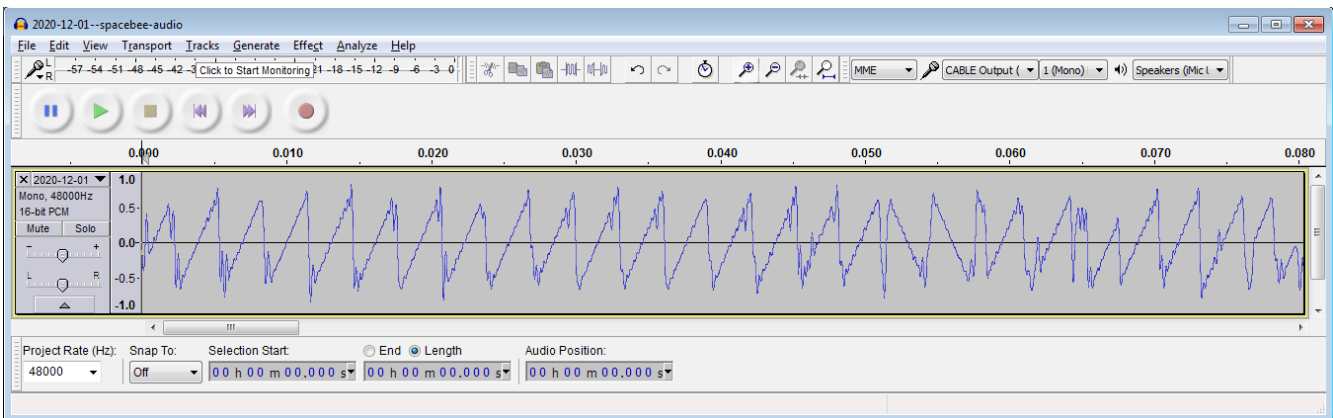 2020-12-01--spacebee-audio
File Edit View Transport Tracks Generate Effect Analyze Help
L R -57 -54 -51 -48 -45 -42 -3 Click to Start Monitoring 21 -18 -15 -12 -9 -6 -3 0 MME CABLE Output ( 1 (Mono) Speakers (iMic
0.000 0.010 0.020 0.030 0.040 0.050 0.060 0.070 0.080
2020-12-01 1.0
Mono, 48000Hz
16-bit PCM 0.5
Mute Solo
- + 0.0
L R -0.5
-1.0
Project Rate (Hz): Snap To: Selection Start: End Length Audio Position:
48000 Off 00 h 00 m 00.000 s 00 h 00 m 00.000 s 00 h 00 m 00.000 s